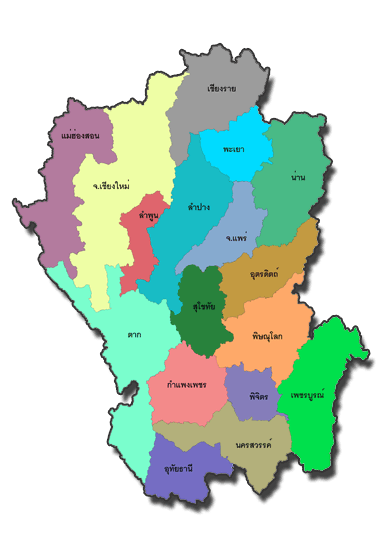 เชียงราย
แม่ฮ่องสอน
พะเยา
น่าน
จ.เชียงใหม่
ลำพูน
ลำปาง
จ.แพร่
อุตรดิตถ์
สุโขทัย
ตาก
พิษณุโลก
กำแพงเพชร
พิจิตร
เพชรบูรณ์
นครสวรรค์
อุทัยธานี